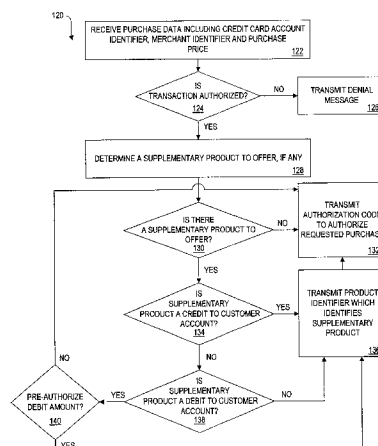 120
RECEIVE PURCHASE DATA INCLUDING CREDIT CARD ACCOUNT
IDENTIFIER, MERCHANT IDENTIFIER AND PURCHASE
PRICE
122
IS
TRANSACTION AUTHORIZED?
124
NO
TRANSMIT DENIAL
MESSAGE
126
YES
DETERMINE A SUPPLEMENTARY PRODUCT TO OFFER, IF ANY
128
IS THERE
A SUPPLEMENTARY PRODUCT TO
OFFER?
130
NO
TRANSMIT
AUTHORIZATION CODE
TO AUTHORIZE
REQUESTED PURCHAS
132
YES
IS
SUPPLEMENTARY
PRODUCT A CREDIT TO CUSTOMER
ACCOUNT?
134
YES
TRANSMIT PRODUCT
IDENTIFIER WHICH
IDENTIFIES
SUPPLEMENTARY
PRODUCT
136
NO
NO
IS
SUPPLEMENTARY
PRODUCT A DEBIT TO CUSTOMER
ACCOUNT?
138
YES
NO
PRE-AUTHORIZE
DEBIT AMOUNT?
140
YES